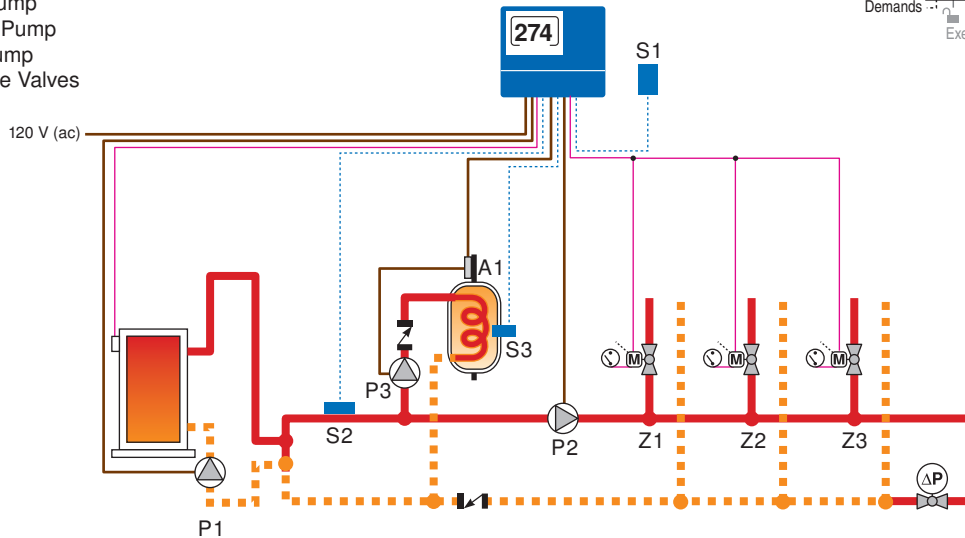 ump
Pump
ump
e Valves
Demands
Exe
274
S1
120 V (ac)
A1
S3
P3
S2
P2
Z1
Z2
Z3
M
M
M
ΔP
P1